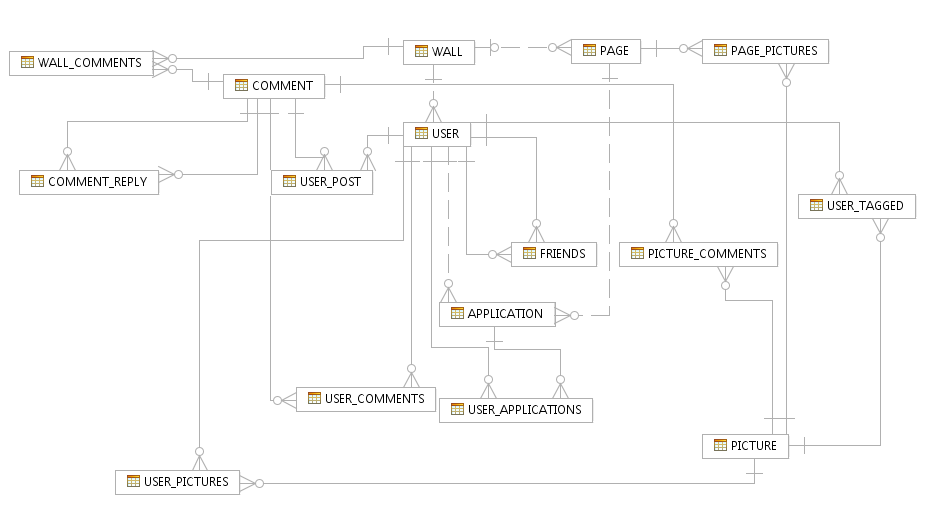 WALL
PAGE
PAGE_PICTURES
WALL_COMMENTS
COMMENT
USER
COMMENT_REPLY
USER_POST
USER_TAGGED
FRIENDS
PICTURE_COMMENTS
APPLICATION
USER_COMMENTS
USER_APPLICATIONS
PICTURE
USER_PICTURES